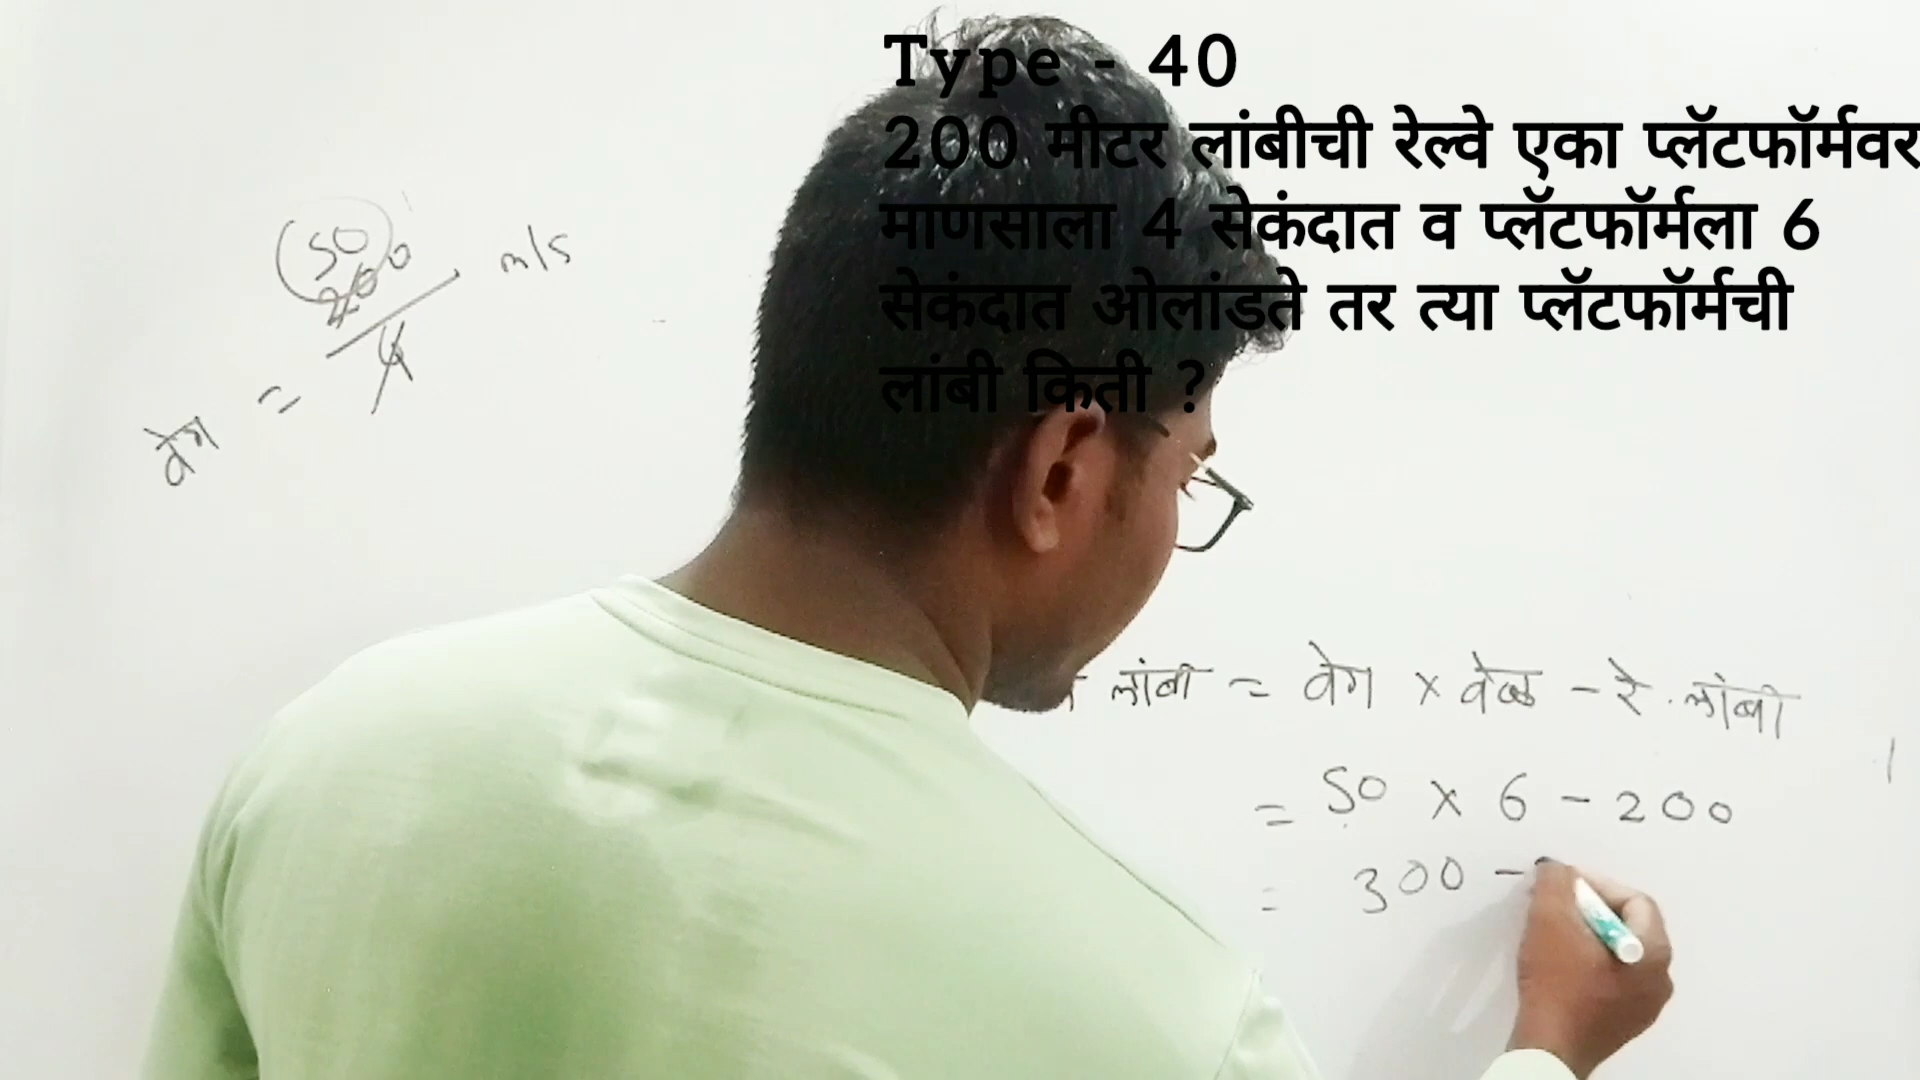 Type - 40
200 मीटर लांबीची रेल्वे एका प्लॅटफॉर्मवर
माणसाला 4 सेकंदात व प्लॅटफॉर्मला 6
सेकंदात ओलांडते तर त्या प्लॅटफॉर्मची
लांबी किती ?
50
वेग = 200/4 m/s
लांबी = वेग × वेळ - रे. लांबी
= 50 × 6 - 200
= 300 -